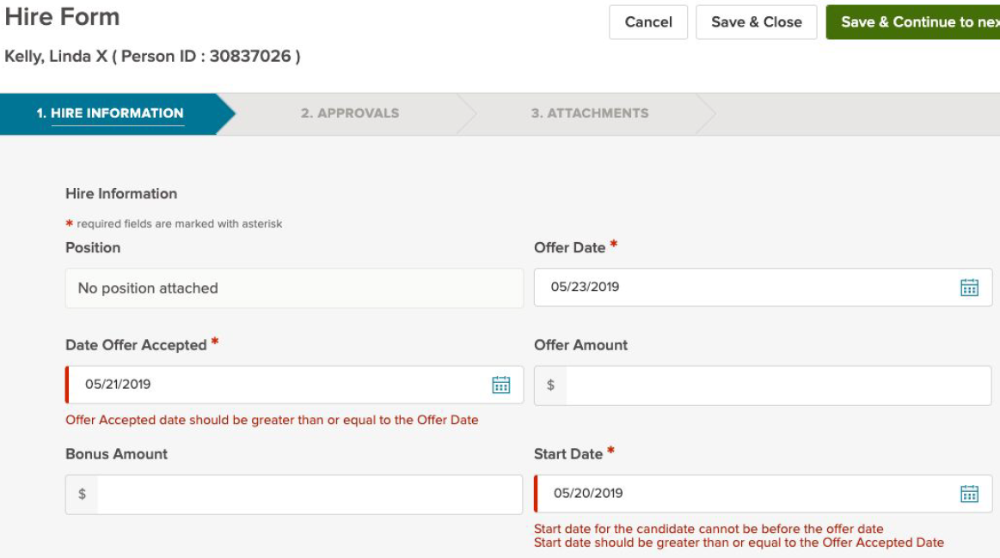 Hire Form
Cancel
Save & Close
Save & Continue to nex
Kelly, Linda X ( Person ID : 30837026 )
1. HIRE INFORMATION
2. APPROVALS
3. ATTACHMENTS
Hire Information
* required fields are marked with asterisk
Position
Offer Date *
No position attached
05/23/2019
Date Offer Accepted *
Offer Amount
05/21/2019
$
Offer Accepted date should be greater than or equal to the Offer Date
Bonus Amount
Start Date *
$
05/20/2019
Start date for the candidate cannot be before the offer date
Start date should be greater than or equal to the Offer Accepted Date